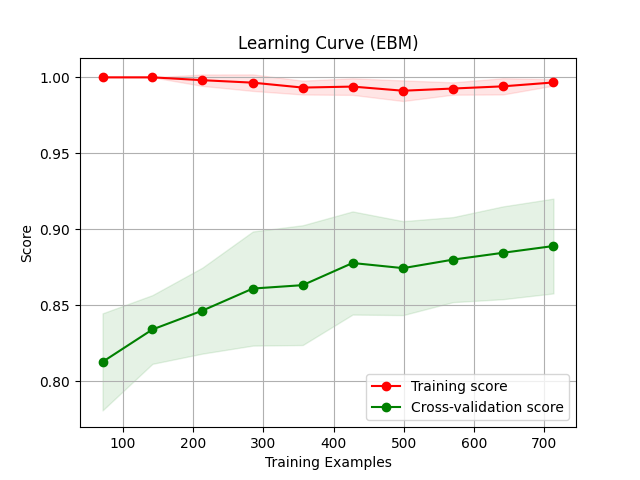 Learning Curve (EBM)
1.00
0.95
0.90
0.85
0.80
Score
100 200 300 400 500 600 700
Training Examples
Training score
Cross-validation score